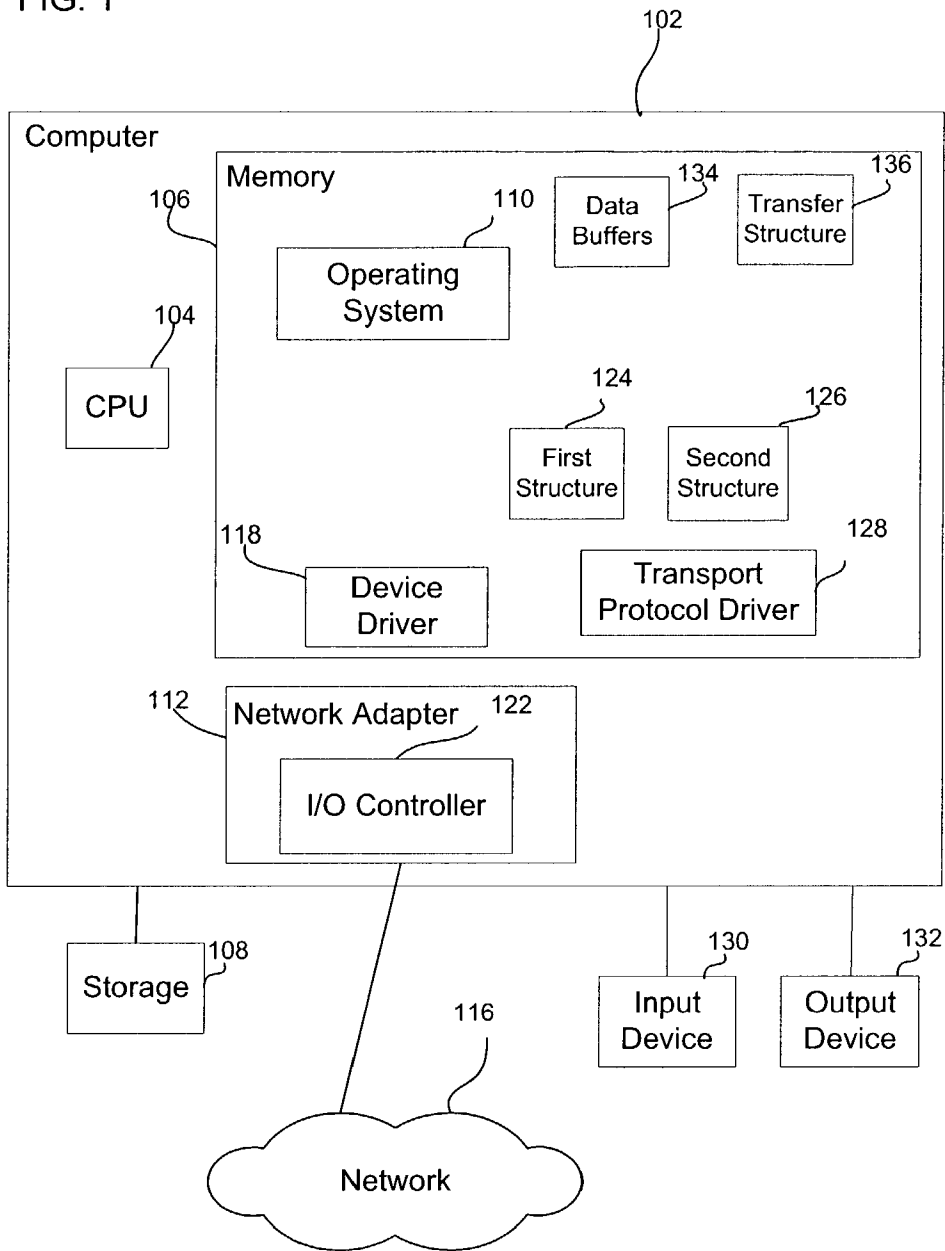 FIG. 1
102
Computer
Memory
106
110
Operating
System
134
Data
Buffers
136
Transfer
Structure
104
CPU
124
First
Structure
126
Second
Structure
118
Device
Driver
128
Transport
Protocol Driver
112
Network Adapter
122
I/O Controller
108
Storage
130
Input
Device
132
Output
Device
116
Network